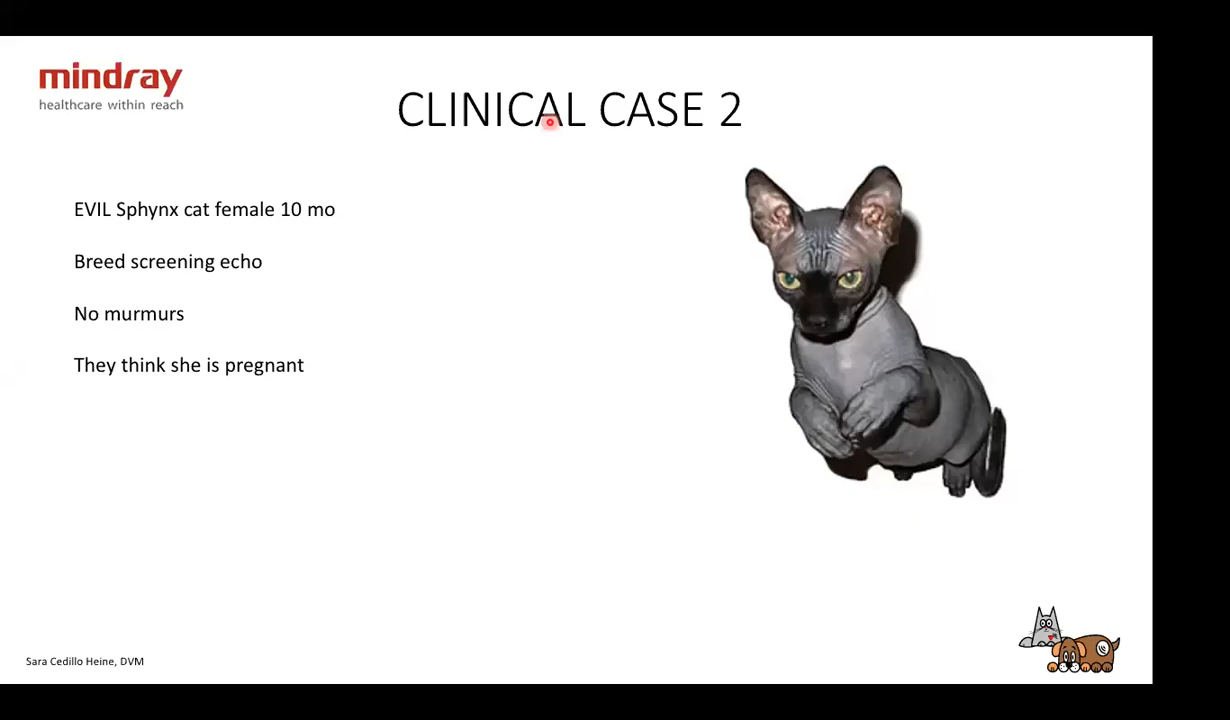 mindray
healthcare within reach
CLINICAL CASE 2
EVIL Sphynx cat female 10 mo
Breed screening echo
No murmurs
They think she is pregnant
Sara Cedillo Heine, DVM